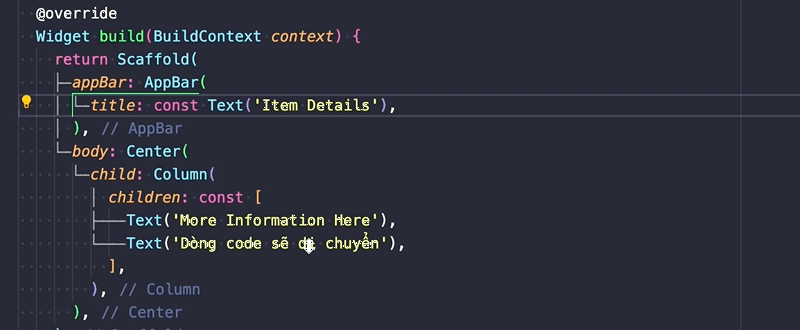 @override
Widget build(BuildContext context) {
return Scaffold(
appBar: AppBar(
title: const Text('Item Details'),
), // AppBar
body: Center(
child: Column(
children: const [
Text('More Information Here'),
Text('Dòng code sẽ di chuyển'),
],
), // Column
), // Center